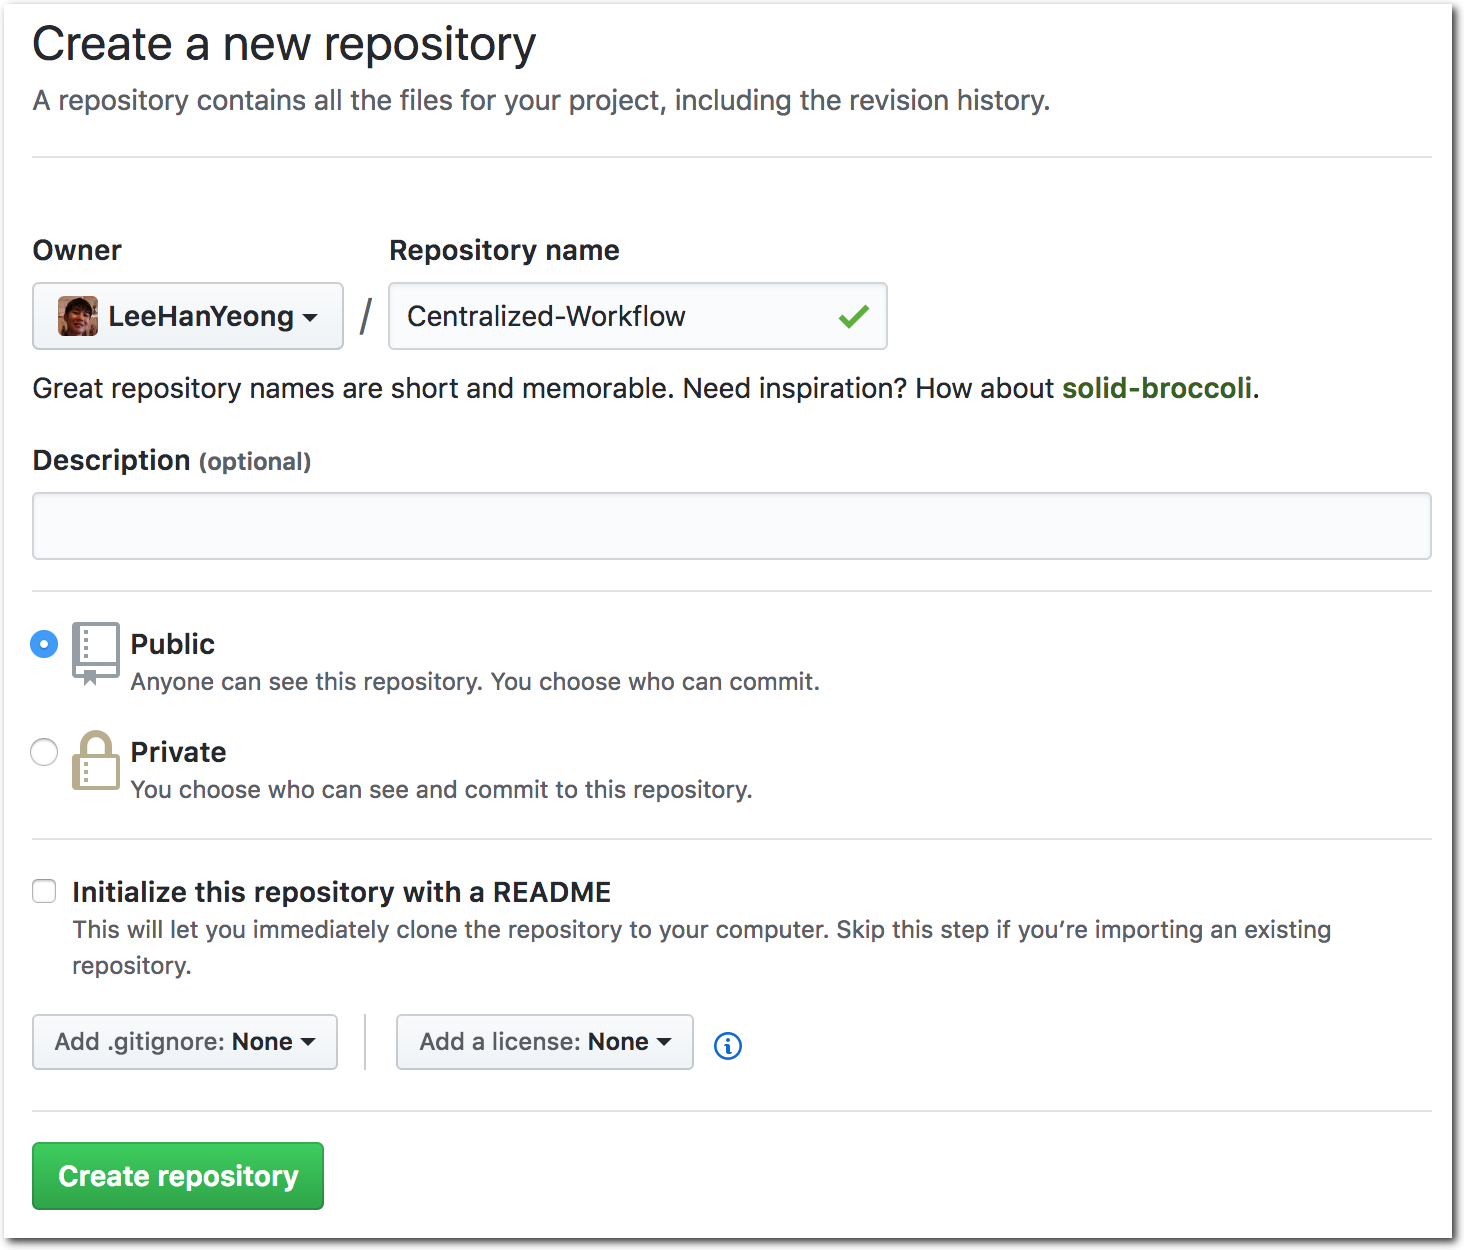 Create a new repository
A repository contains all the files for your project, including the revision history.
Owner
Repository name
LeeHanYeong
/
Centralized-Workflow
Great repository names are short and memorable. Need inspiration? How about solid-broccoli.
Description (optional)
Public
Anyone can see this repository. You choose who can commit.
Private
You choose who can see and commit to this repository.
Initialize this repository with a README
This will let you immediately clone the repository to your computer. Skip this step if you’re importing an existing
repository.
Add .gitignore: None
Add a license: None
Create repository